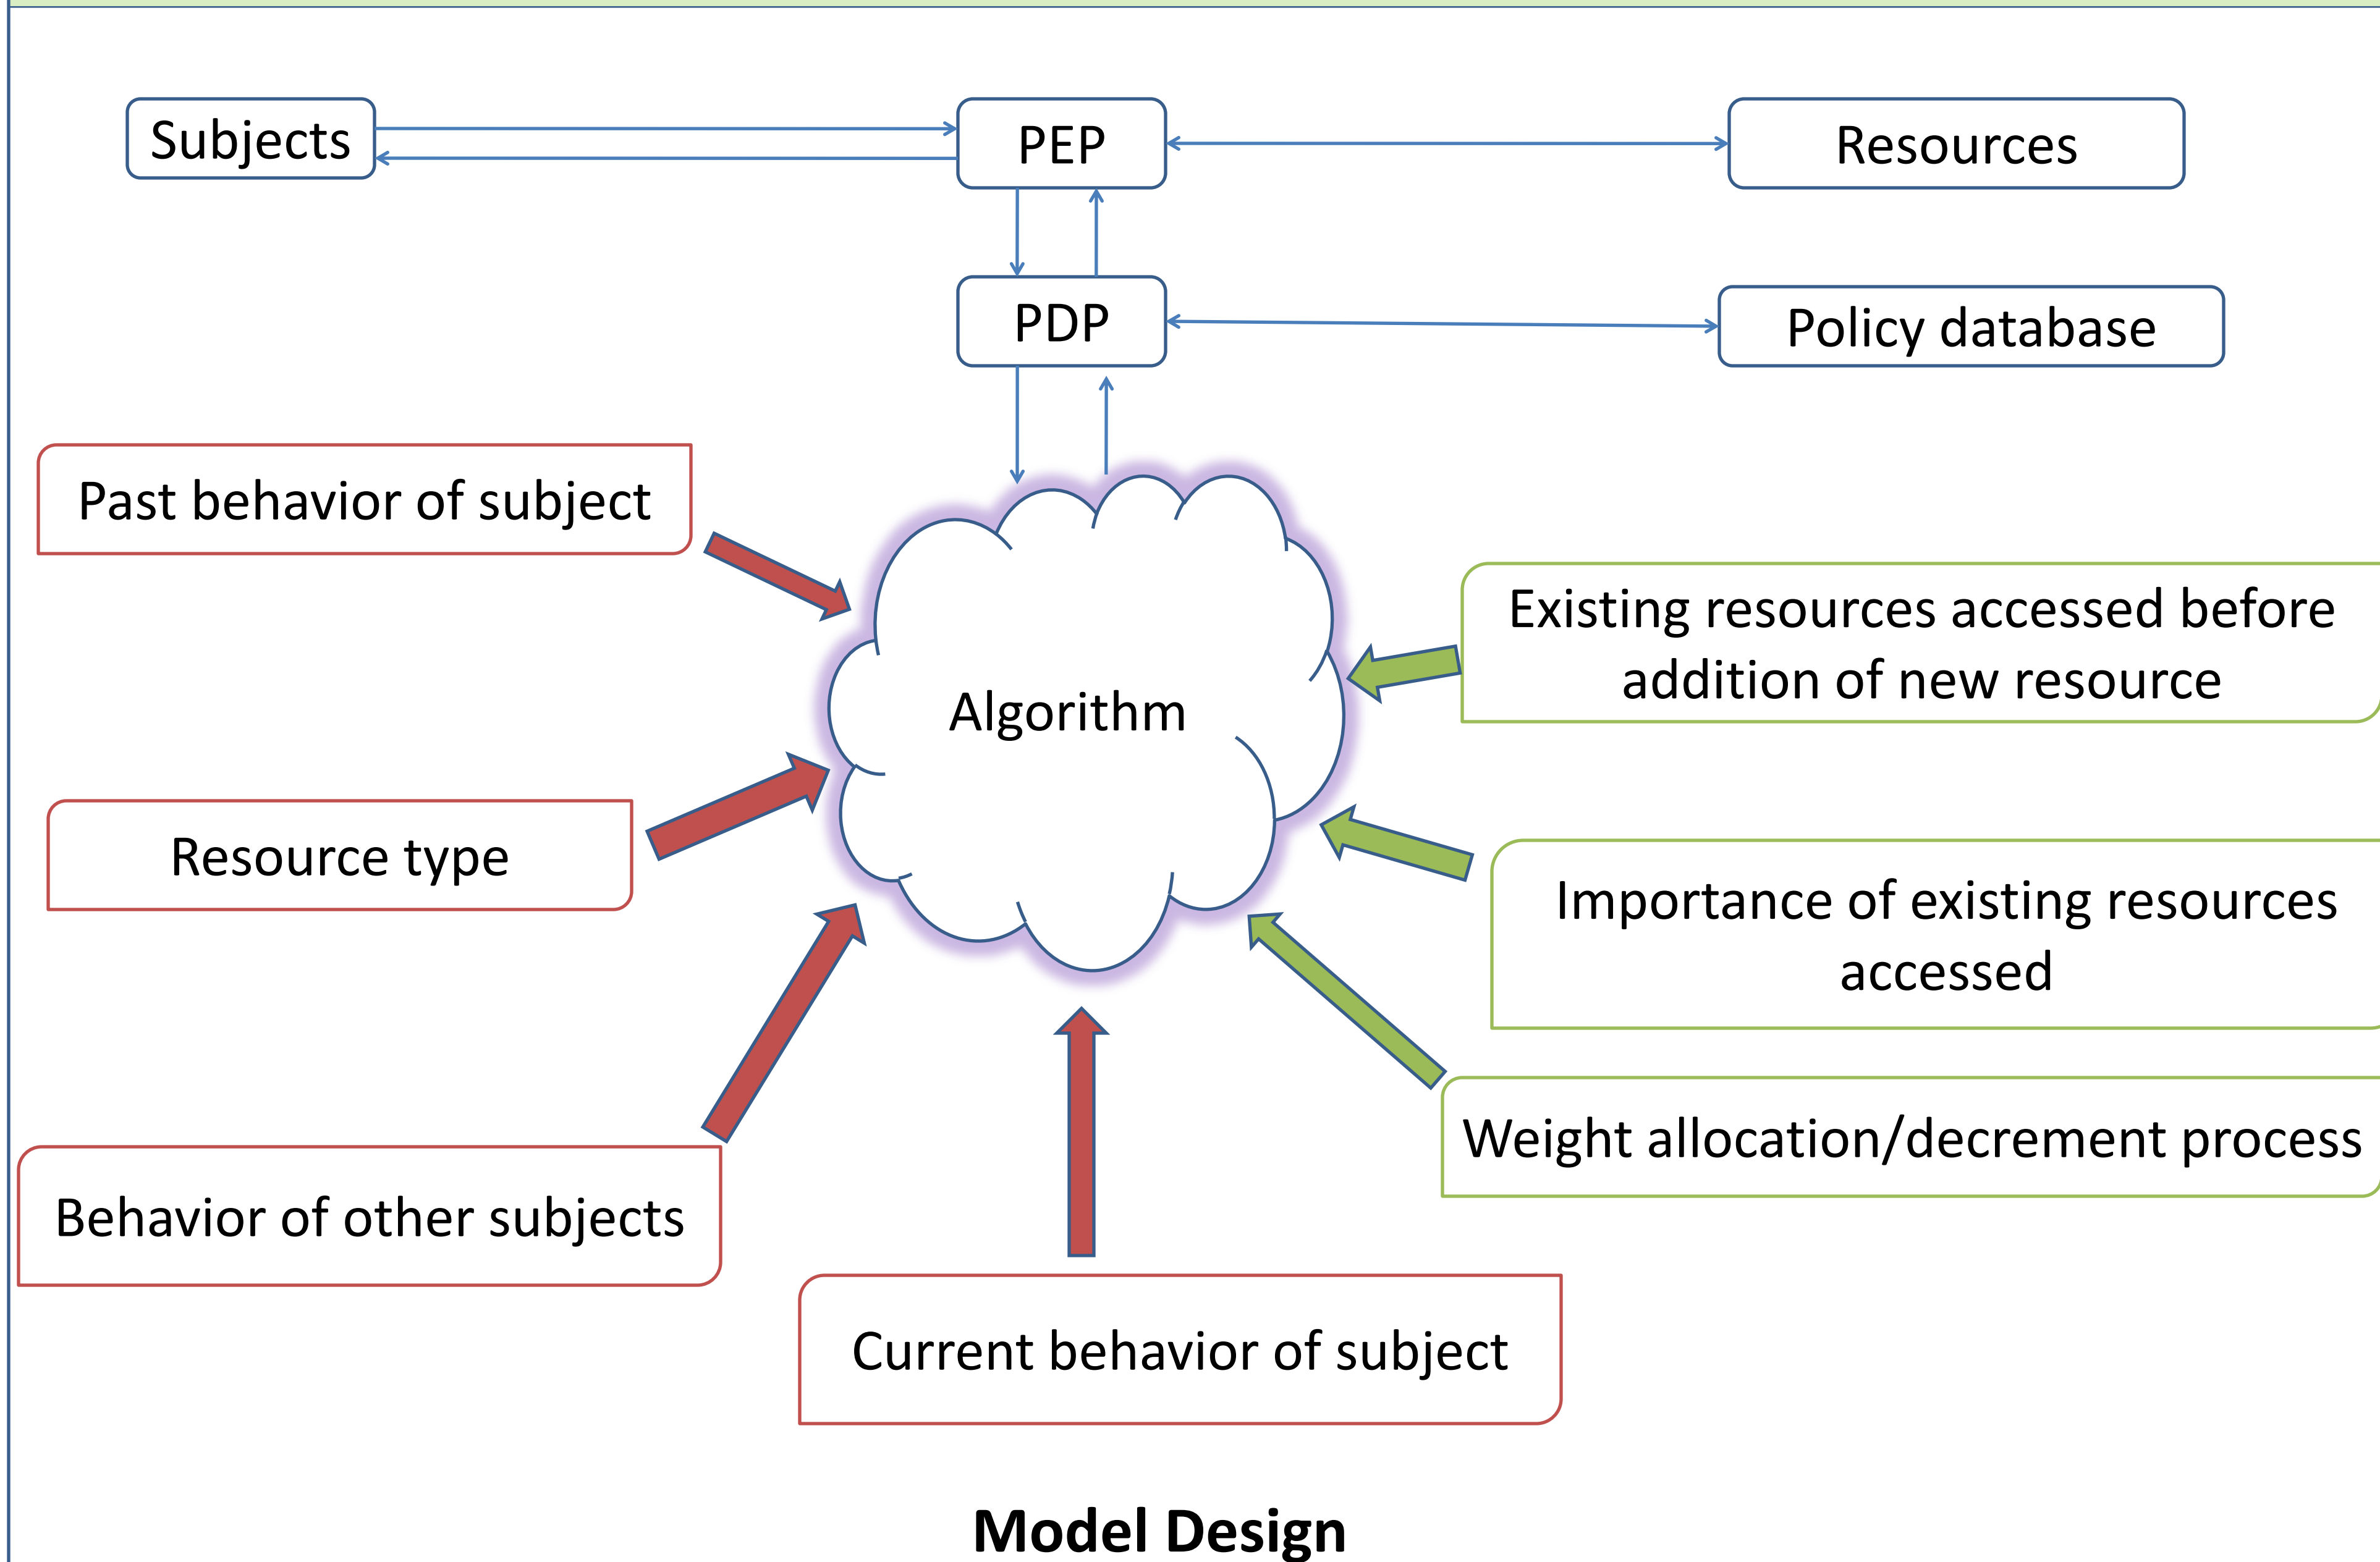 Subjects
PEP
Resources
PDP
Policy database
Past behavior of subject
Existing resources accessed before
addition of new resource
Algorithm
Resource type
Importance of existing resources
accessed
Weight allocation/decrement process
Behavior of other subjects
Current behavior of subject
Model Design